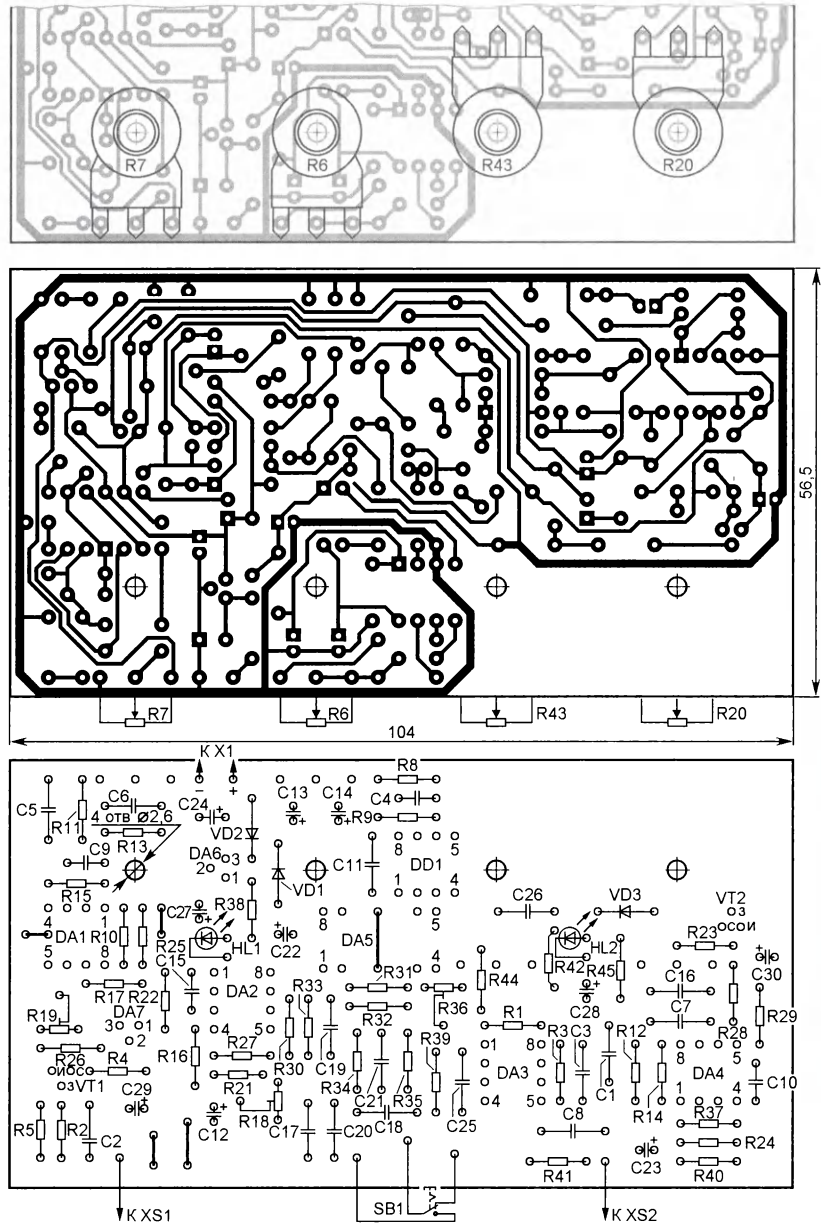 R7 R6 R43 R20
56,5
R7 R6 R43 R20
104
К X1
R8
C5 R11 C6 C24 C13 C14 C4
4 отв Ø2,6 VD2 R9
R13
C9 DA6 3 C11 8 5
2 DD1
R15 1 VD1 1 4
C27 R38 C26 VD3 VT2
4 1 з
DA1 R10 HL1 C22 DA5 8 5 R42 HL2 R23 осои
5 8 R25 C30
C15 1 8 1 4 R44 R45 C16
R17 R22 DA2 R33 R31 R36 C28 C7
R19 DA7
3 1 4 5 R32 R1 R28 R29
2
R26 R16 R27 R30 C19 R39 1 8 R3 C3 R12 8 5
R4 R34 DA3 DA4 C10
иос R21 C21 R35 4 5 C1 R14 1 4
зVT1 C29 R18 C18 C25 C8 R37
R5 R2 C2 C12 C17 C20 R24
C23
R41 R40
SB1
К XS1 К XS2